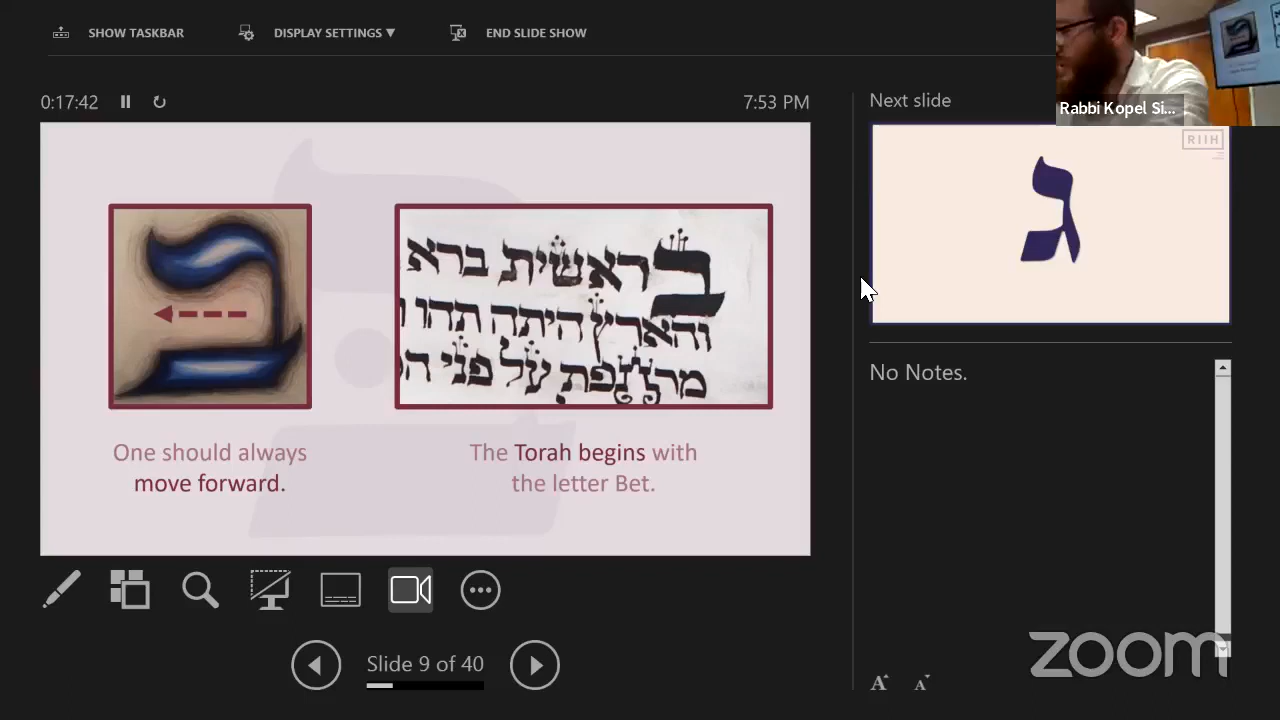 SHOW TASKBAR
DISPLAY SETTINGS ▼
END SLIDE SHOW
0:17:42
7:53 PM
Next slide
Rabbi Kopel Si...
RIIH
ב
בראשית ברא
והארץ היתה תהו ו
מרחפת על פני
One should always
move forward.
The Torah begins with
the letter Bet.
ג
No Notes.
Slide 9 of 40
A A
zoom